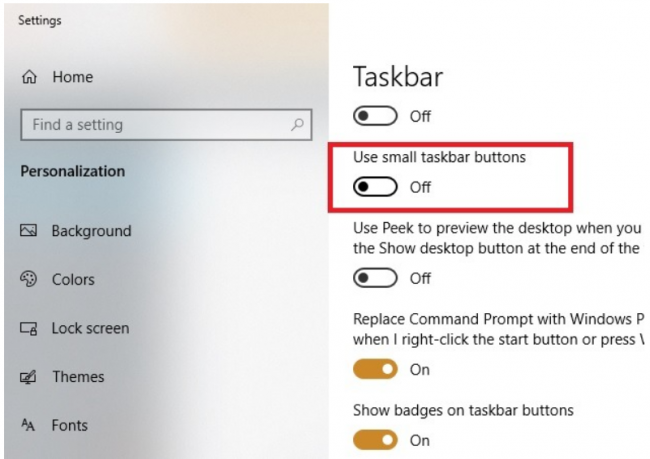 Settings
Home
Find a setting
Personalization
Background
Colors
Lock screen
Themes
Fonts
Taskbar
Off
Use small taskbar buttons
Off
Use Peek to preview the desktop when you
the Show desktop button at the end of the
Off
Replace Command Prompt with Windows P
when I right-click the start button or press
On
Show badges on taskbar buttons
On